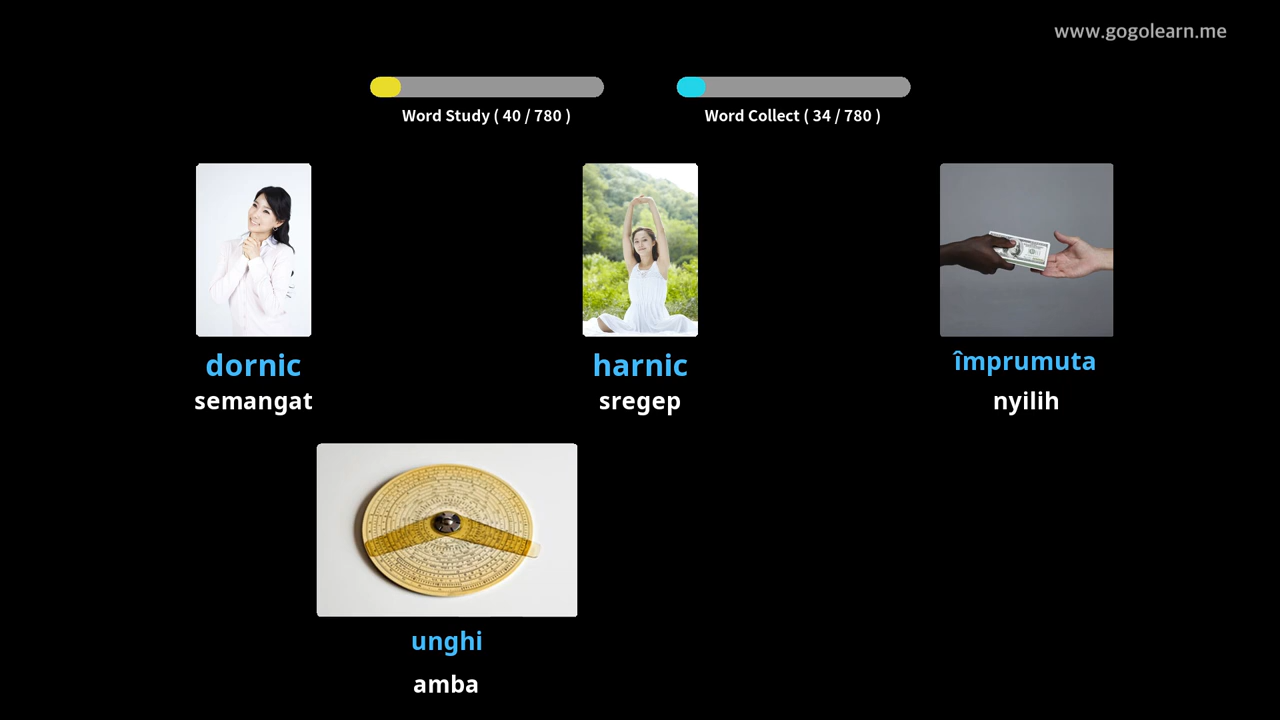 www.gogolearn.me
Word Study ( 40 / 780 )
Word Collect ( 34 / 780 )
dornic
semangat
harnic
sregep
împrumuta
nyilih
unghi
amba